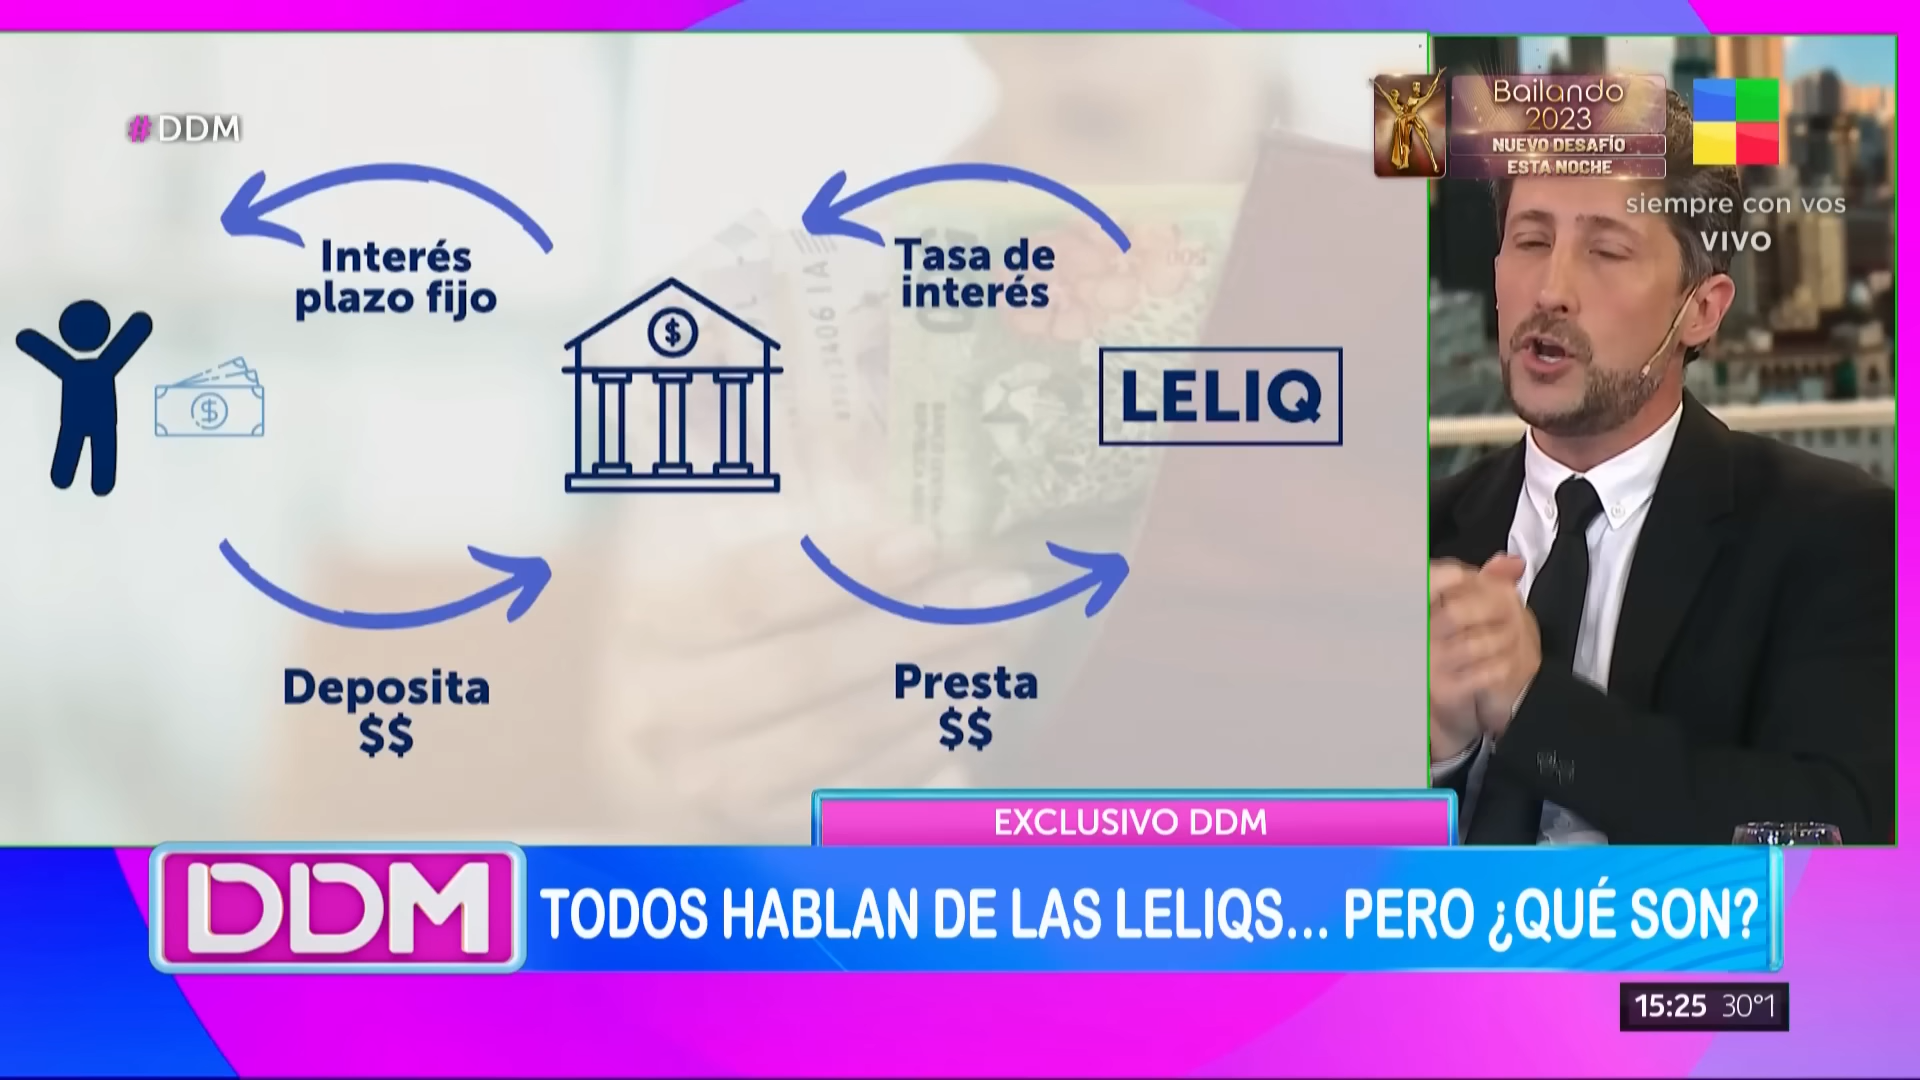 #DDM
Bailando
2023
NUEVO DESAFÍO
ESTA NOCHE
siempre con vos
VIVO
Interés
plazo fijo
Tasa de
interés
$
$
LELIQ
Deposita
$$
Presta
$$
EXCLUSIVO DDM
DDM
TODOS HABLAN DE LAS LELIQS... PERO ¿QUÉ SON?
15:25 30°1